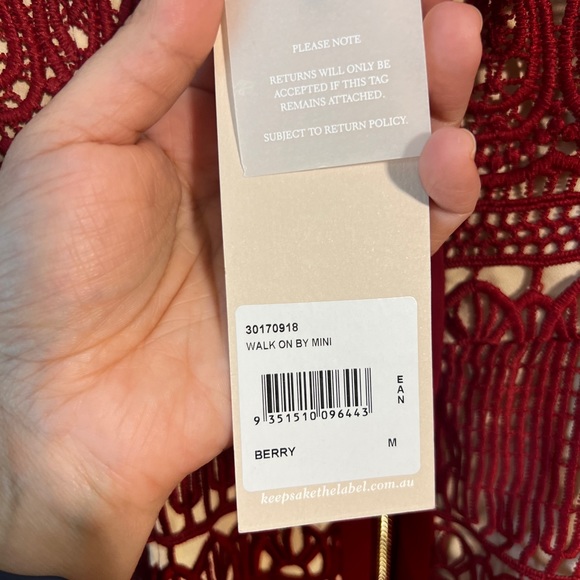 PLEASE NOTE
RETURNS WILL ONLY BE
ACCEPTED IF THIS TAG
REMAINS ATTACHED.
SUBJECT TO RETURN POLICY.
30170918
WALK ON BY MINI
EAN
9 351510 096443
BERRY M
keepsakethelabel.com.au